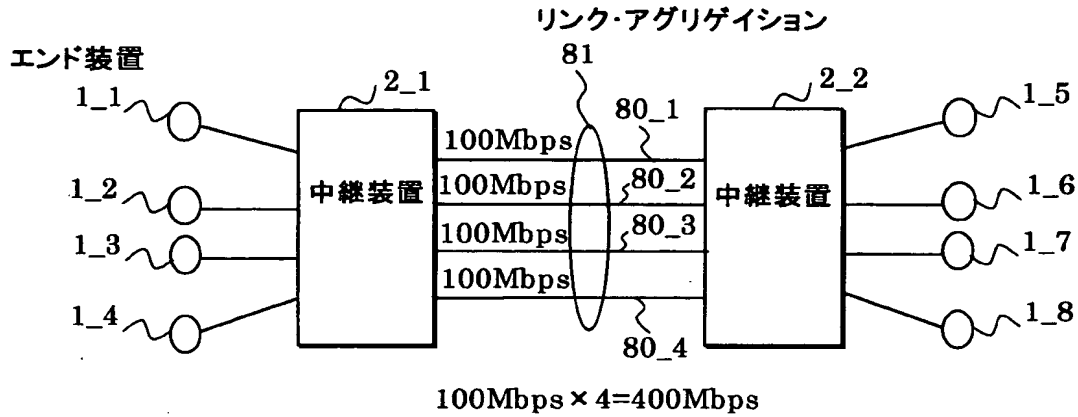 リンク・アグリゲイション
エンド装置
81
1_1
2_1
2_2
1_5
80_1
100Mbps
1_2
中継装置
100Mbps
80_2
中継装置
1_6
1_3
100Mbps
80_3
1_7
100Mbps
1_4
80_4
1_8
100Mbps×4=400Mbps